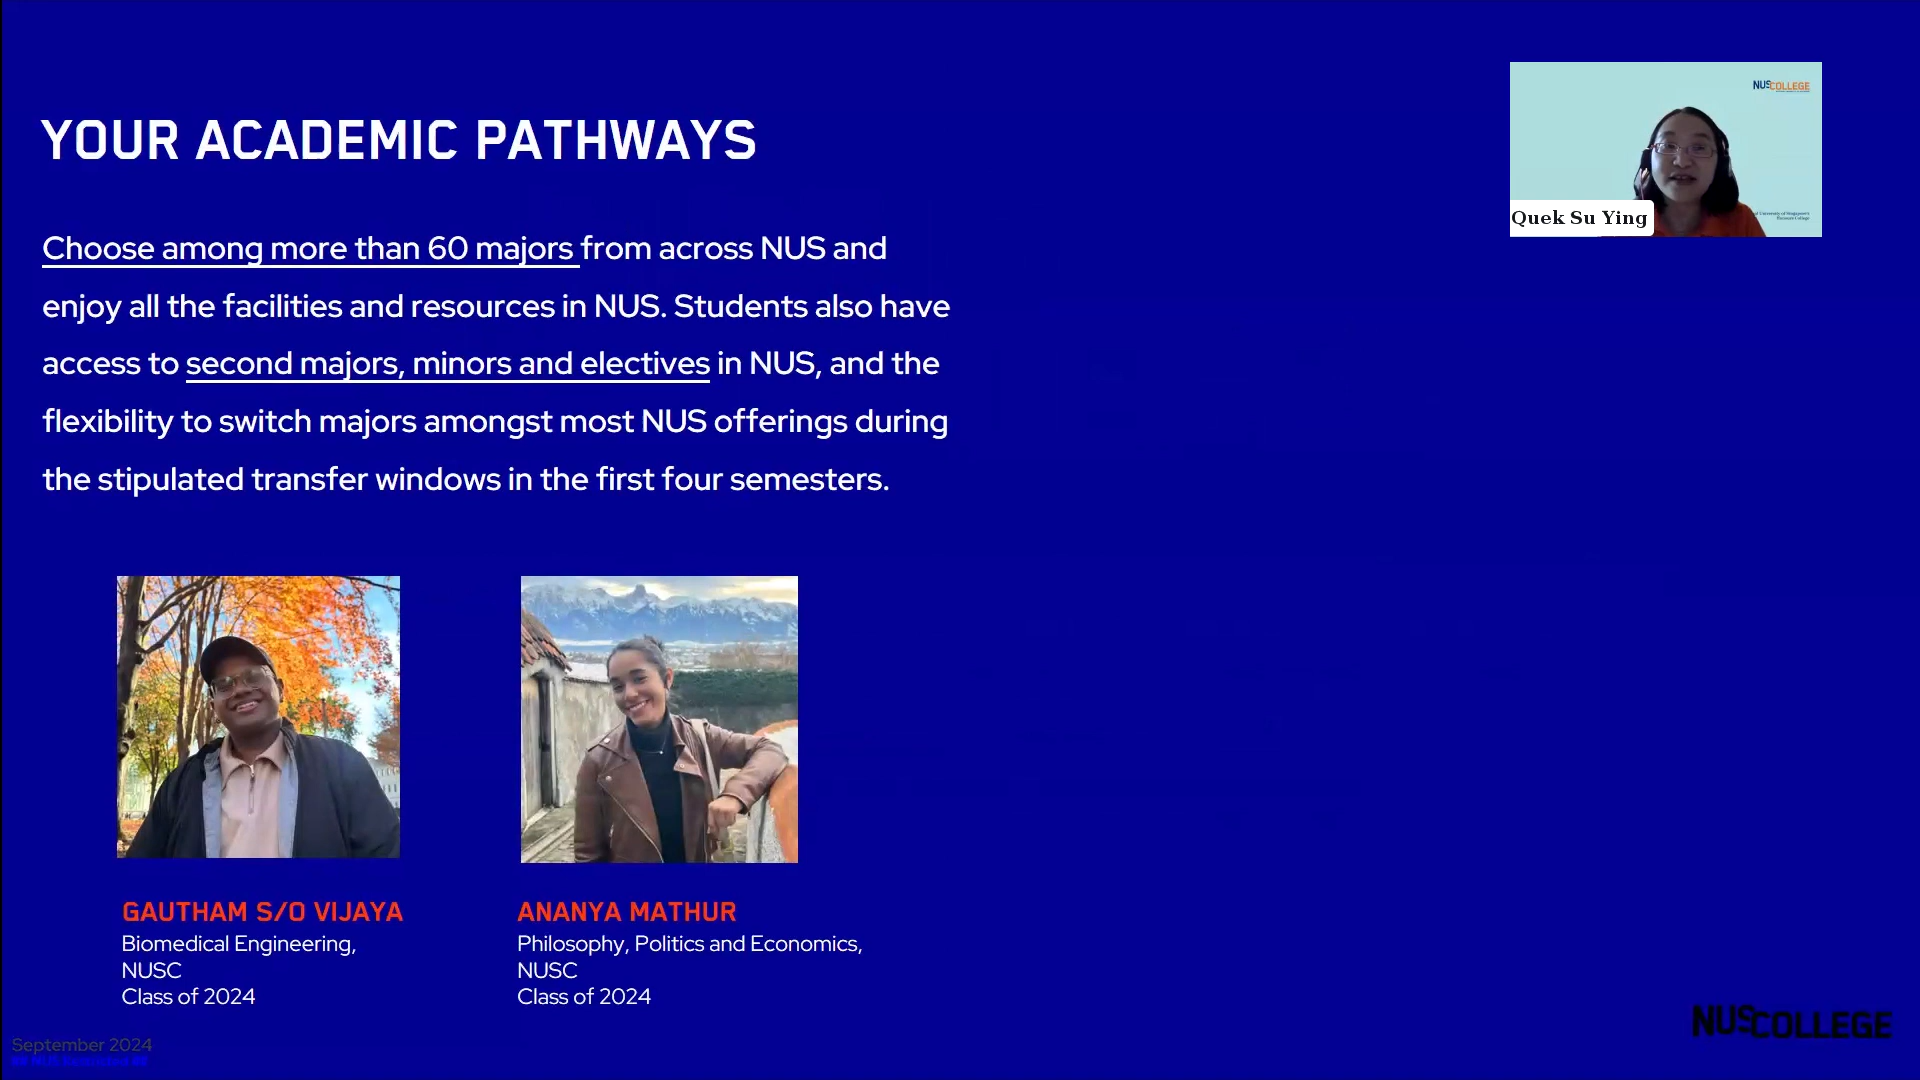 YOUR ACADEMIC PATHWAYS
Choose among more than 60 majors from across NUS and
enjoy all the facilities and resources in NUS. Students also have
access to second majors, minors and electives in NUS, and the
flexibility to switch majors amongst most NUS offerings during
the stipulated transfer windows in the first four semesters.
NUSCOLLEGE
Quek Su Ying
GAUTHAM S/O VIJAYA
Biomedical Engineering,
NUSC
Class of 2024
ANANYA MATHUR
Philosophy, Politics and Economics,
NUSC
Class of 2024
September 2024
NUSCOLLEGE